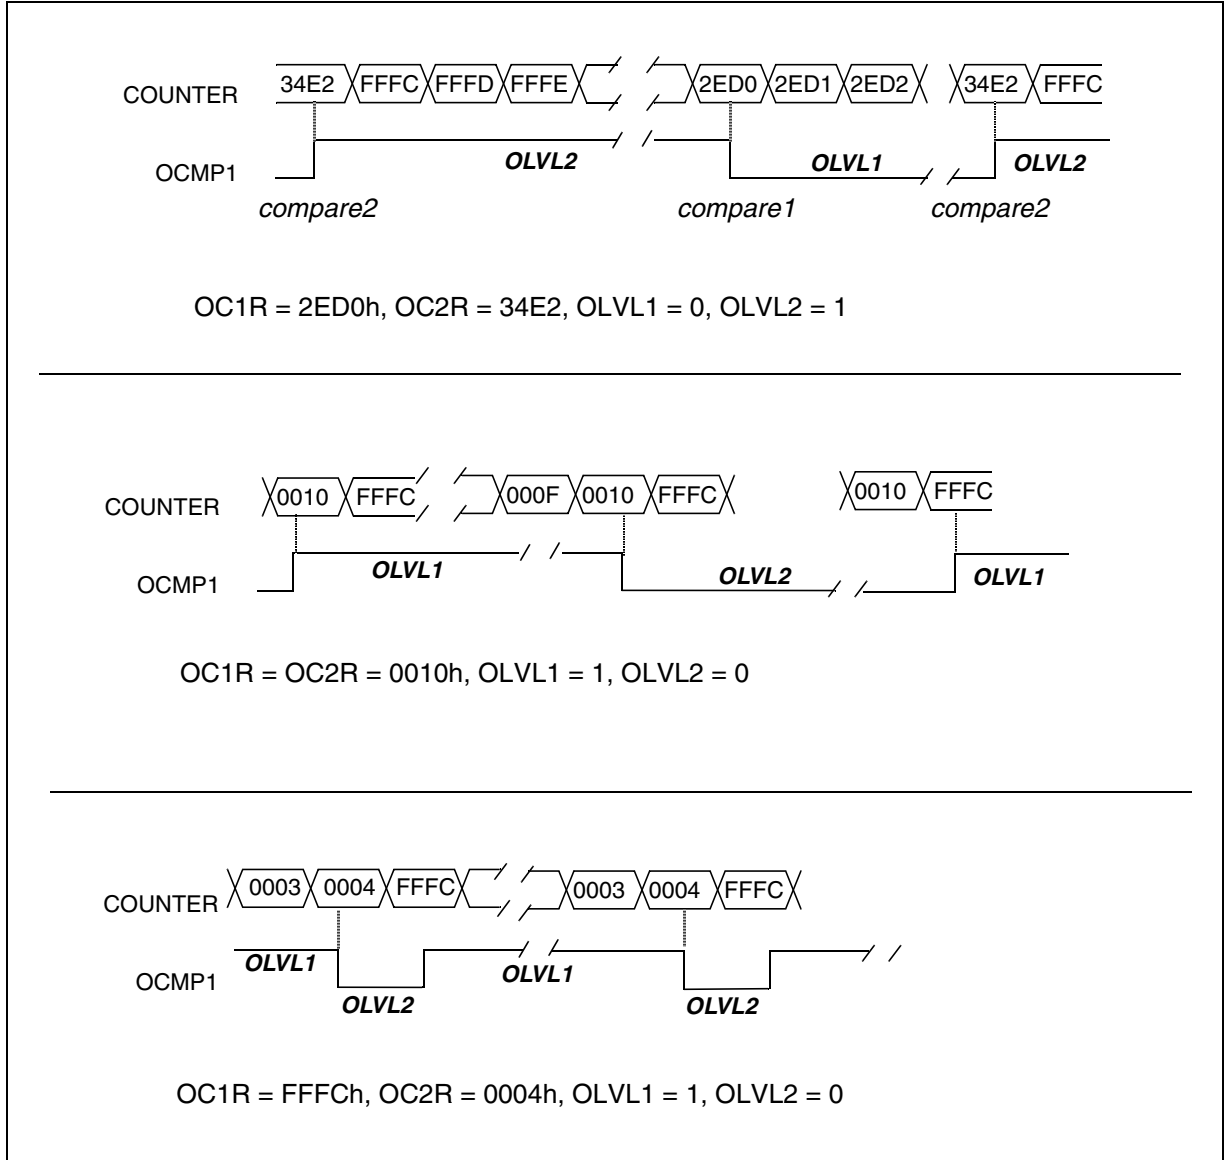 COUNTER 34E2 FFFC FFFD FFFE 2ED0 2ED1 2ED2 34E2 FFFC
OCMP1 OLVL2 OLVL1 OLVL2
compare2 compare1 compare2
OC1R = 2ED0h, OC2R = 34E2, OLVL1 = 0, OLVL2 = 1
COUNTER 0010 FFFC 000F 0010 FFFC 0010 FFFC
OCMP1 OLVL1 OLVL2 OLVL1
OC1R = OC2R = 0010h, OLVL1 = 1, OLVL2 = 0
COUNTER 0003 0004 FFFC 0003 0004 FFFC
OCMP1 OLVL1 OLVL2 OLVL1 OLVL2
OC1R = FFFCh, OC2R = 0004h, OLVL1 = 1, OLVL2 = 0